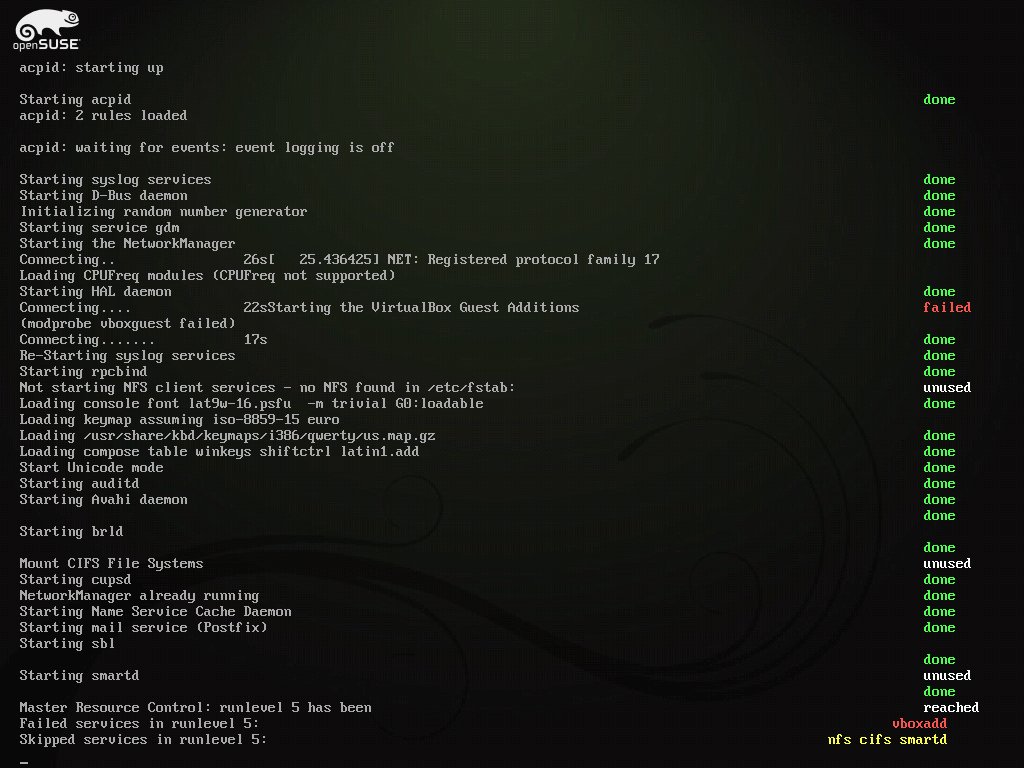 openSUSE
acpid: starting up
Starting acpid done
acpid: 2 rules loaded
acpid: waiting for events: event logging is off
Starting syslog services done
Starting D-Bus daemon done
Initializing random number generator done
Starting service gdm done
Starting the NetworkManager done
Connecting.. 26s[ 25.436425] NET: Registered protocol family 17
Loading CPUFreq modules (CPUFreq not supported)
Starting HAL daemon done
Connecting.... 22sStarting the VirtualBox Guest Additions failed
(modprobe vboxguest failed)
Connecting....... 17s done
Re-Starting syslog services done
Starting rpcbind done
Not starting NFS client services - no NFS found in /etc/fstab: unused
Loading console font lat9w-16.psfu -m trivial G0:loadable done
Loading keymap assuming iso-8859-15 euro
Loading /usr/share/kbd/keymaps/i386/qwerty/us.map.gz done
Loading compose table winkeys shiftctrl latin1.add done
Start Unicode mode done
Starting auditd done
Starting Avahi daemon done
done
Starting brld
done
Mount CIFS File Systems unused
Starting cupsd done
NetworkManager already running done
Starting Name Service Cache Daemon done
Starting mail service (Postfix) done
Starting sbl
done
Starting smartd unused
done
Master Resource Control: runlevel 5 has been reached
Failed services in runlevel 5: vboxadd
Skipped services in runlevel 5: nfs cifs smartd
_